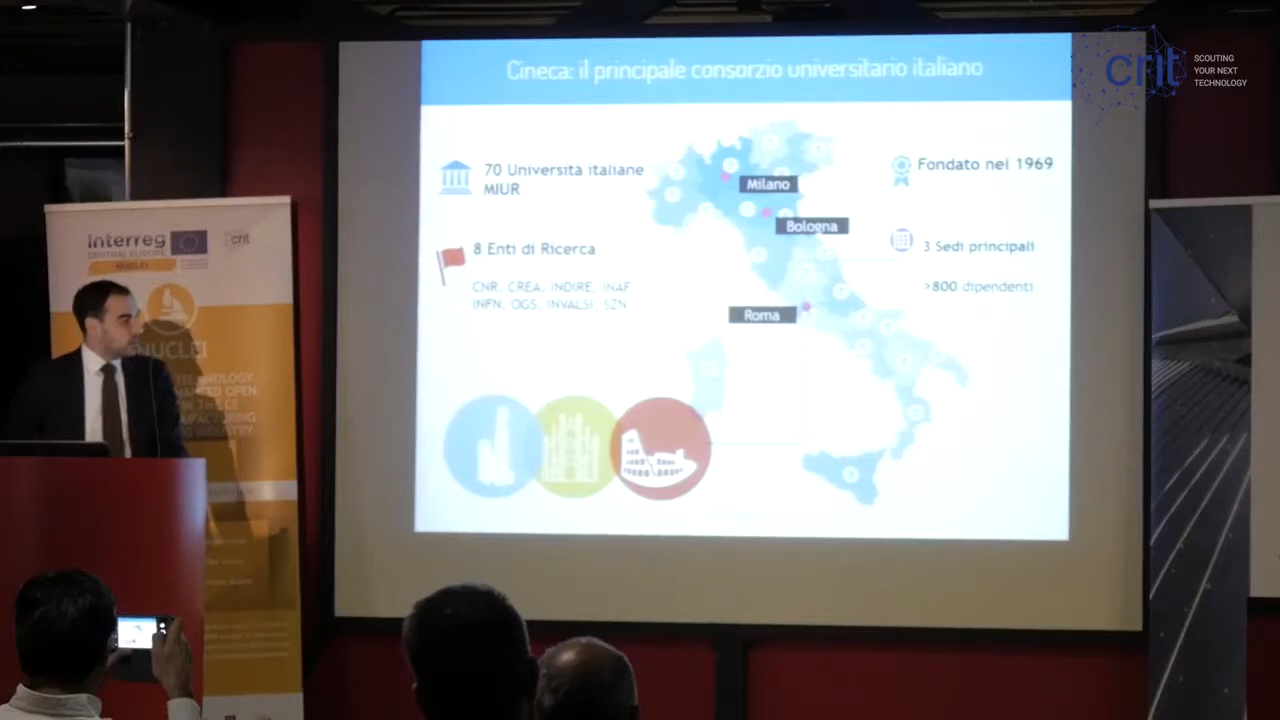 Cineca: il principale consorzio universitario italiano
crit
SCOUTING
YOUR NEXT
TECHNOLOGY
70 Università italiane
MIUR
8 Enti di Ricerca
CNR, CREA, INDIRE, INAF
INFN, OGS, INVALSI, SZN
Milano
Bologna
Roma
Fondato nel 1969
3 Sedi principali
>800 dipendenti
Interreg
CENTRAL EUROPE
NUCLEI
crit
NUCLEI